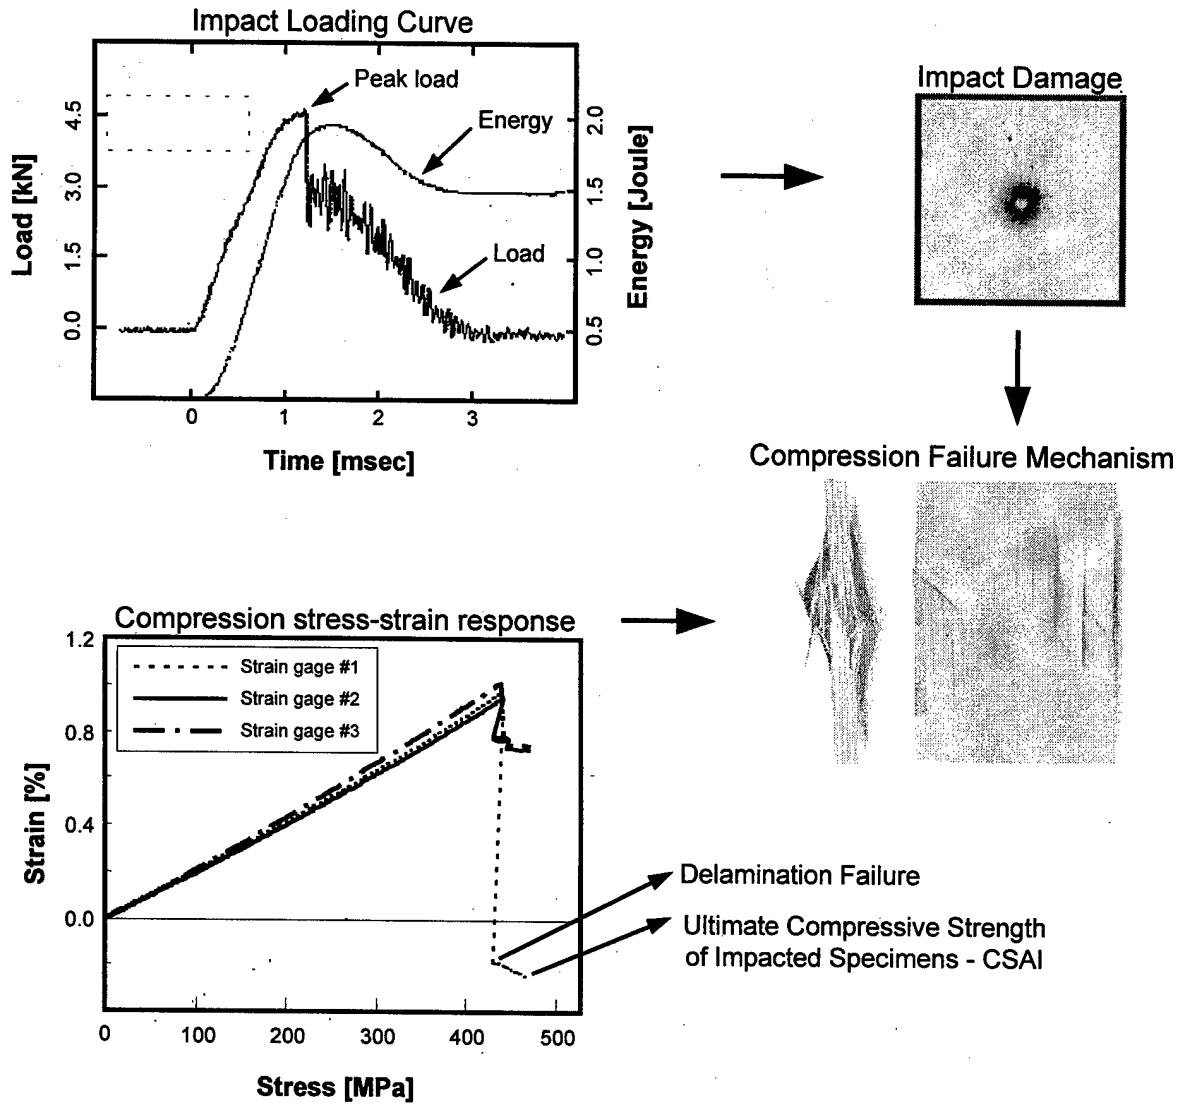 Impact Loading Curve
Peak load
Energy
Load
4.5
3.0
1.5
0.0
Load [kN]
2.0
1.5
1.0
0.5
Energy [Joule]
0 1 2 3
Time [msec]
Impact Damage
Compression Failure Mechanism
Compression stress-strain response
Strain gage #1
Strain gage #2
Strain gage #3
1.2
0.8
0.4
0.0
Strain [%]
0 100 200 300 400 500
Stress [MPa]
Delamination Failure
Ultimate Compressive Strength
of Impacted Specimens - CSAI